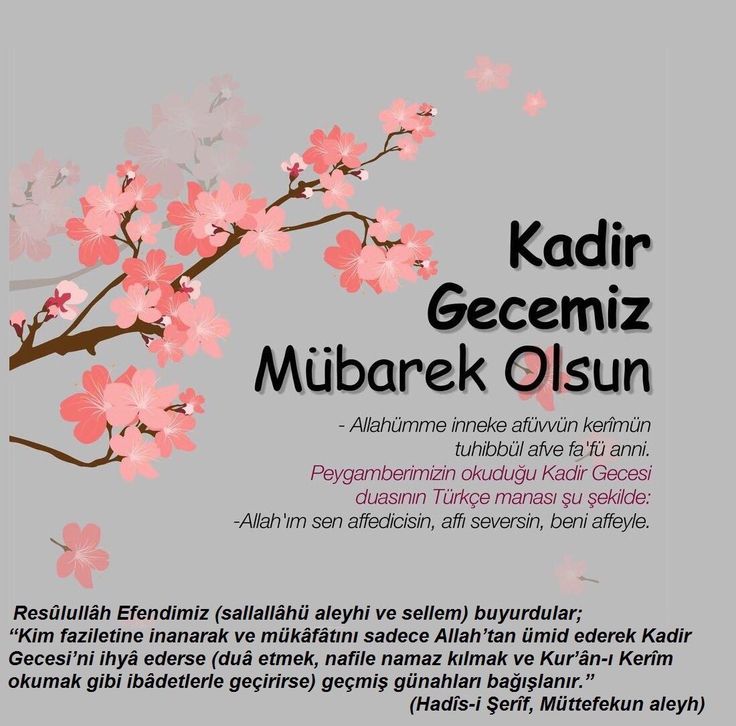 Kadir
Gecemiz
Mübarek Olsun
- Allahümme inneke afüvvün kerîmün
tuhibbül afve fa'fü anni.
Peygamberimizin okuduğu Kadir Gecesi
duasının Türkçe manası şu şekilde:
-Allah'ım sen affedicisin, affı seversin, beni affeyle.
Resûlullâh Efendimiz (sallallâhü aleyhi ve sellem) buyurdular;
“Kim faziletine inanarak ve mükâfâtını sadece Allah’tan ümid ederek Kadir
Gecesi’ni ihyâ ederse (duâ etmek, nafile namaz kılmak ve Kur’ân-ı Kerîm
okumak gibi ibâdetlerle geçirirse) geçmiş günahları bağışlanır.”
(Hadîs-i Şerîf, Müttefekun aleyh)